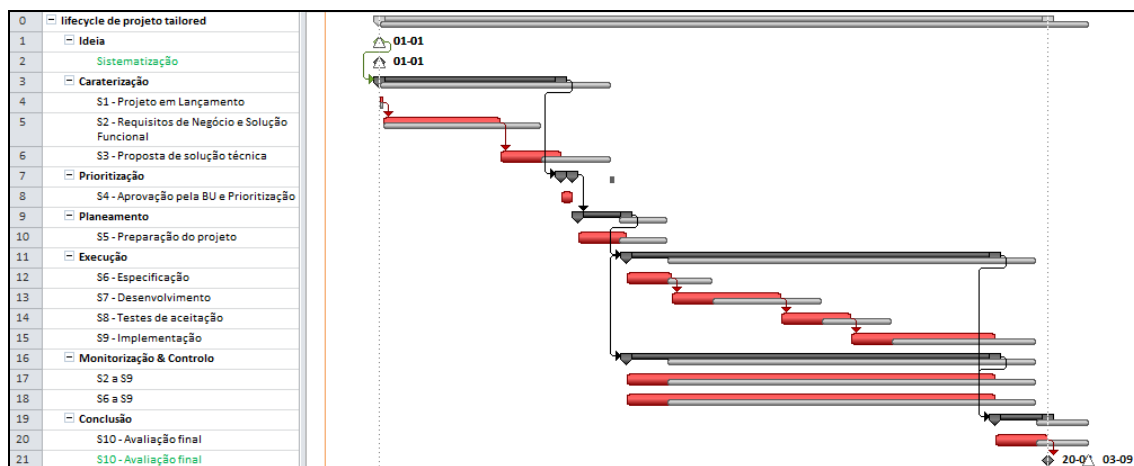 0 lifecycle de projeto tailored
1 Ideia 01-01
2 Sistematização 01-01
3 Caraterização
4 S1 - Projeto em Lançamento
5 S2 - Requisitos de Negócio e Solução
Funcional
6 S3 - Proposta de solução técnica
7 Prioritização
8 S4 - Aprovação pela BU e Prioritização
9 Planeamento
10 S5 - Preparação do projeto
11 Execução
12 S6 - Especificação
13 S7 - Desenvolvimento
14 S8 - Testes de aceitação
15 S9 - Implementação
16 Monitorização & Controlo
17 S2 a S9
18 S6 a S9
19 Conclusão
20 S10 - Avaliação final
21 S10 - Avaliação final 03-09